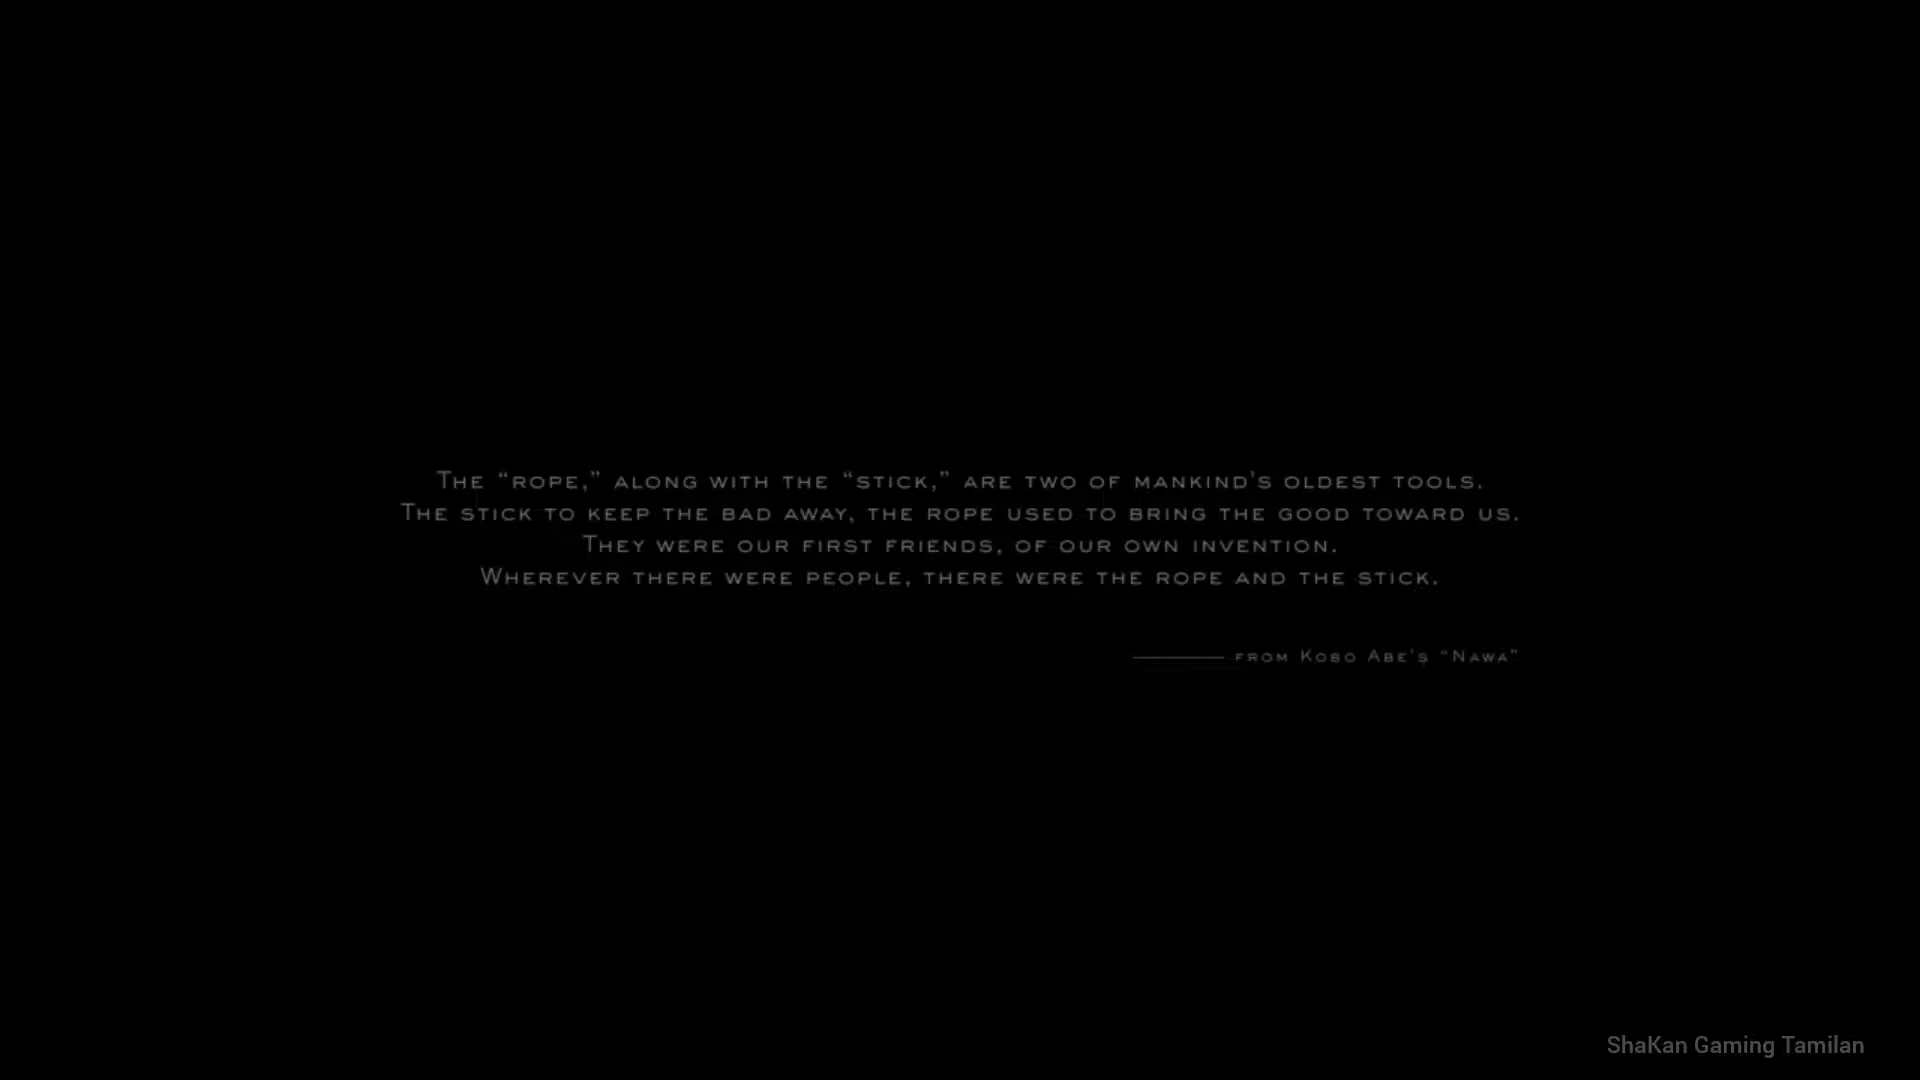 The “rope,” along with the “stick,” are two of mankind's oldest tools.
The stick to keep the bad away, the rope used to bring the good toward us.
They were our first friends, of our own invention.
Wherever there were people, there were the rope and the stick.
from Kobo Abe's “Nawa”
ShaKan Gaming Tamilan